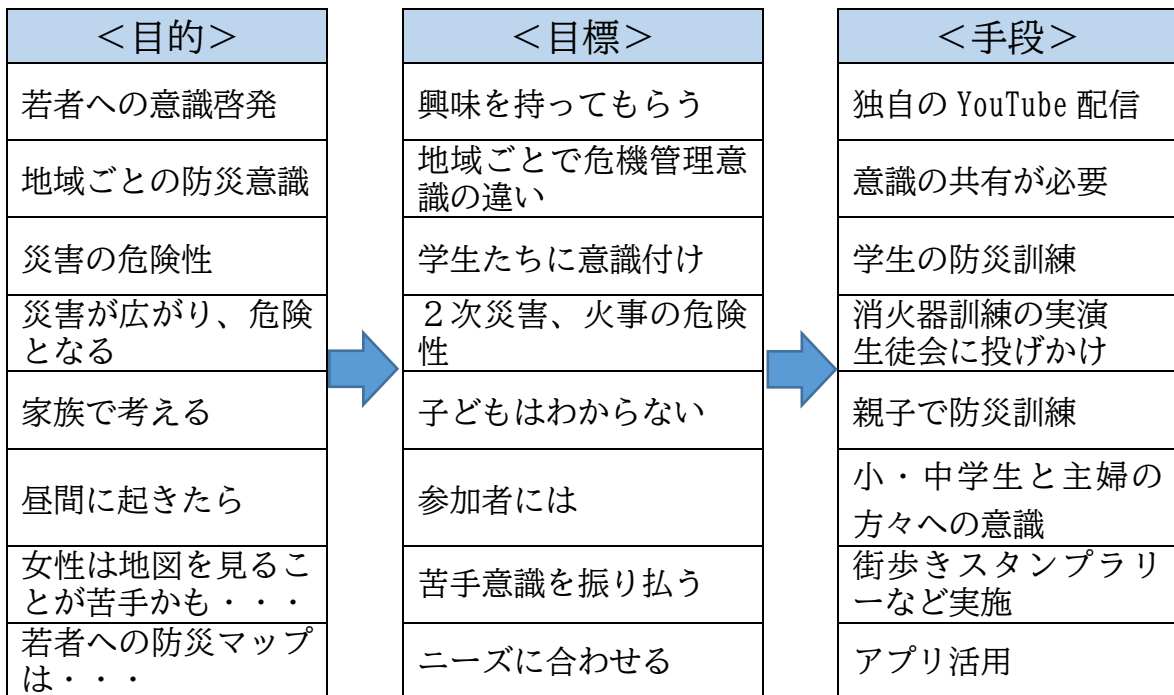 ＜目的＞
若者への意識啓発
地域ごとの防災意識
災害の危険性
災害が広がり、危険
となる
家族で考える
昼間に起きたら
女性は地図を見るこ
とが苦手かも・・・
若者への防災マップ
は・・・
＜目標＞
興味を持ってもらう
地域ごとで危機管理意
識の違い
学生たちに意識付け
２次災害、火事の危険
性
子どもはわからない
参加者には
苦手意識を振り払う
ニーズに合わせる
＜手段＞
独自の YouTube 配信
意識の共有が必要
学生の防災訓練
消火器訓練の実演
生徒会に投げかけ
親子で防災訓練
小・中学生と主婦の
方々への意識
街歩きスタンプラリ
ーなど実施
アプリ活用